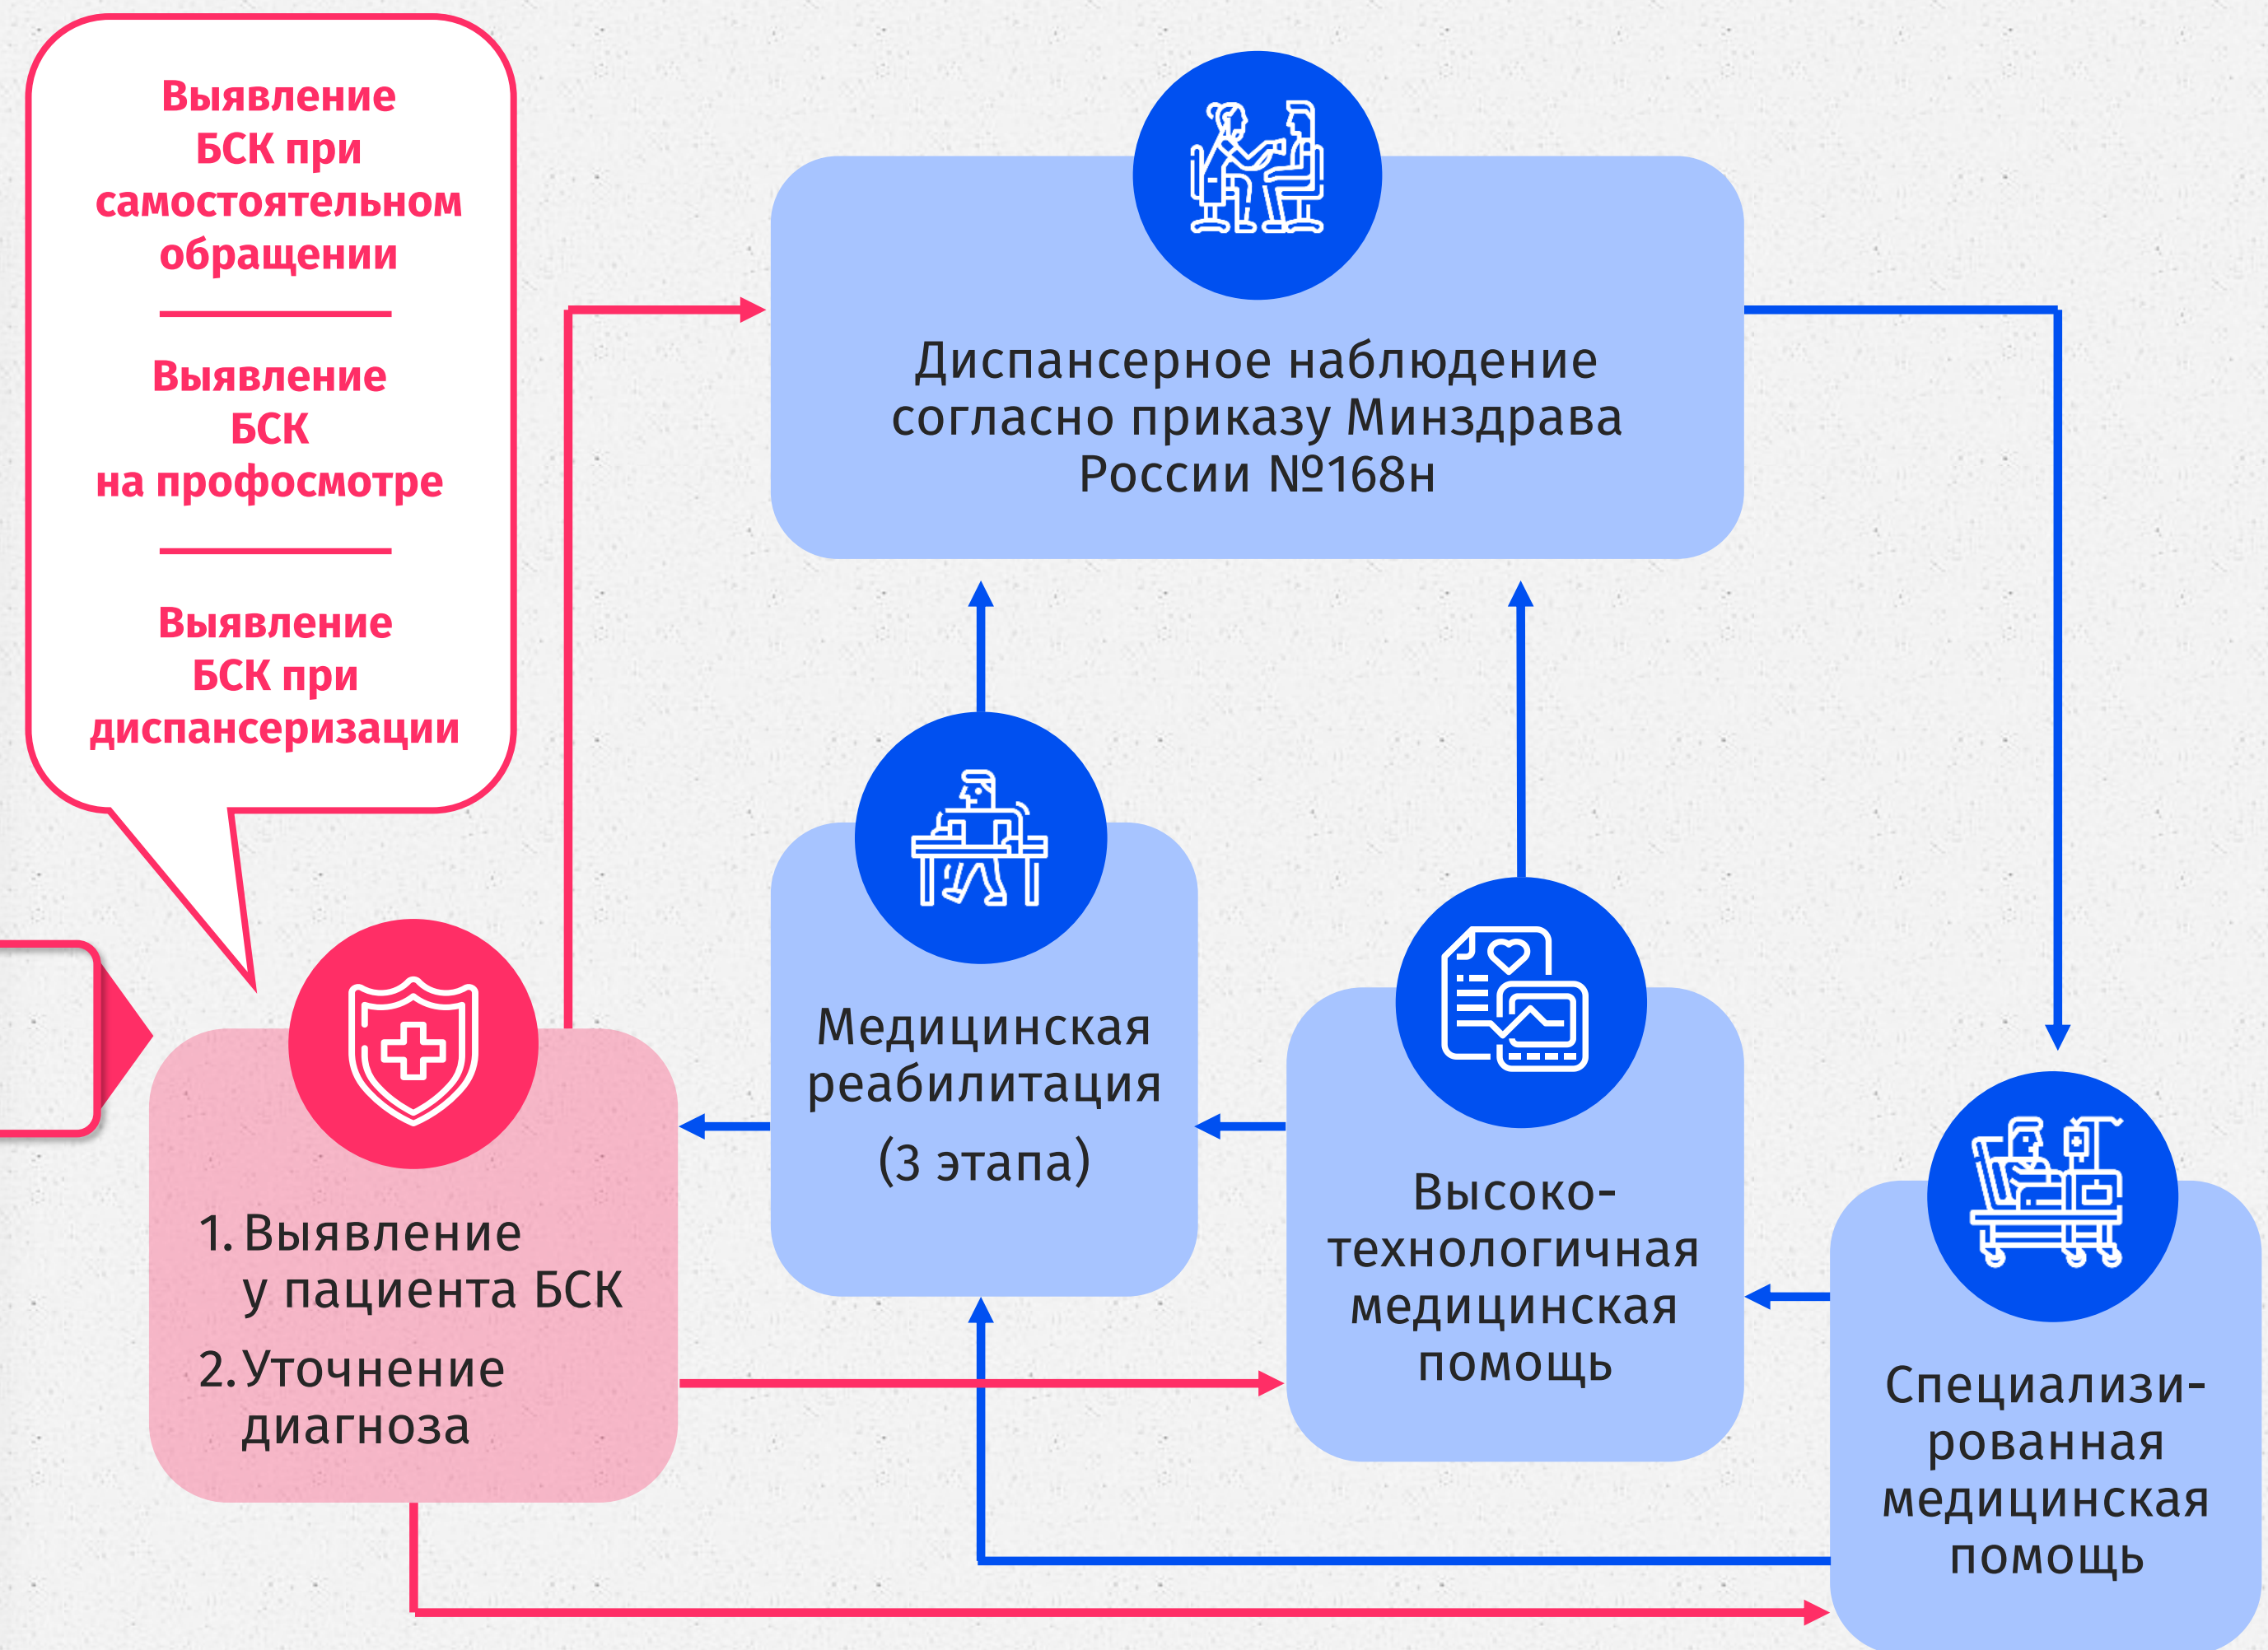 Выявление
БСК при
самостоятельном
обращении
Выявление
БСК
на профосмотре
Выявление
БСК при
диспансеризации
Диспансерное наблюдение
согласно приказу Минздрава
России №168н
Медицинская
реабилитация
(3 этапа)
Высоко-
технологичная
медицинская
помощь
Специализи-
рованная
медицинская
помощь
1. Выявление
у пациента БСК
2. Уточнение
диагноза